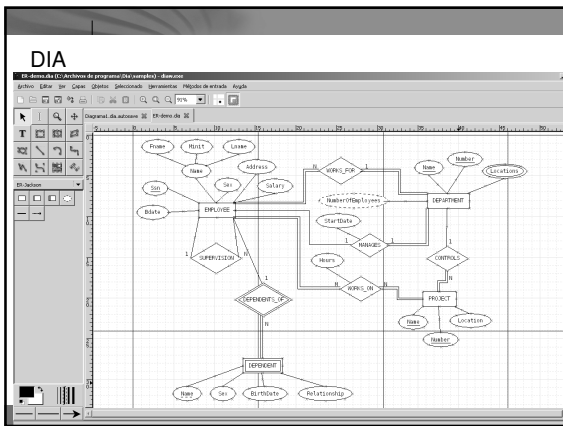 DIA
ER-demo.dia (C:\Archivos de programa\Dia\samples) - diaw.exe
Archivo Editar Ver Capas Objetos Seleccionado Herramientas Métodos de entrada Ayuda
91%
Diagrama1.dia.autosave ER-demo.dia
ER-Jackson
Fname Minit Lname
Name
Address
Ssn
Sex
Salary
Bdate
EMPLOYEE
N WORKS_FOR 1
Name
Number
Locations
NumberOfEmployees
DEPARTMENT
StartDate
1 MANAGES 1
1 SUPERVISION N
1
1
Hours
CONTROLS
N WORKS_ON N
N
DEPENDENTS_OF
PROJECT
N
Name
Location
Number
DEPENDENT
Name Sex BirthDate Relationship